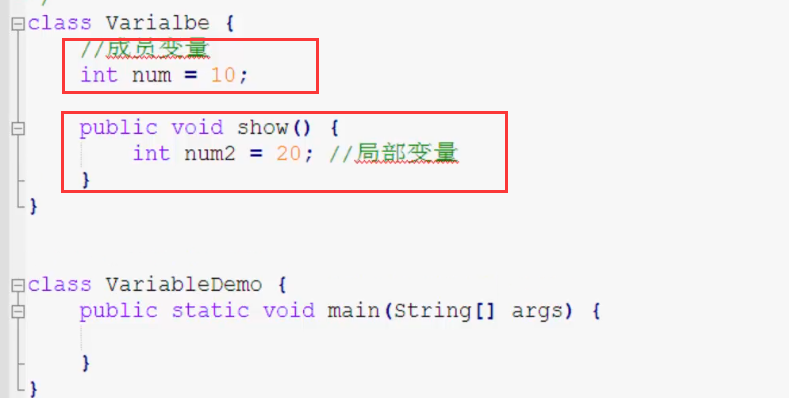 class Varialbe {
//成员变量
int num = 10;
public void show() {
int num2 = 20; //局部变量
}
}
class VariableDemo {
public static void main(String[] args) {
}
}